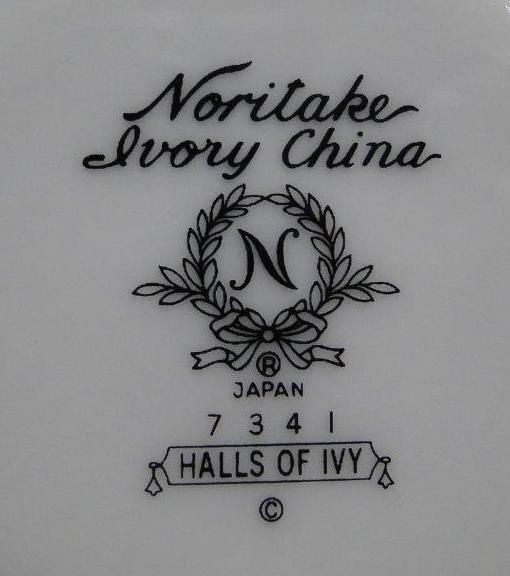 Noritake
Ivory China
N
®
JAPAN
7341
HALLS OF IVY
©